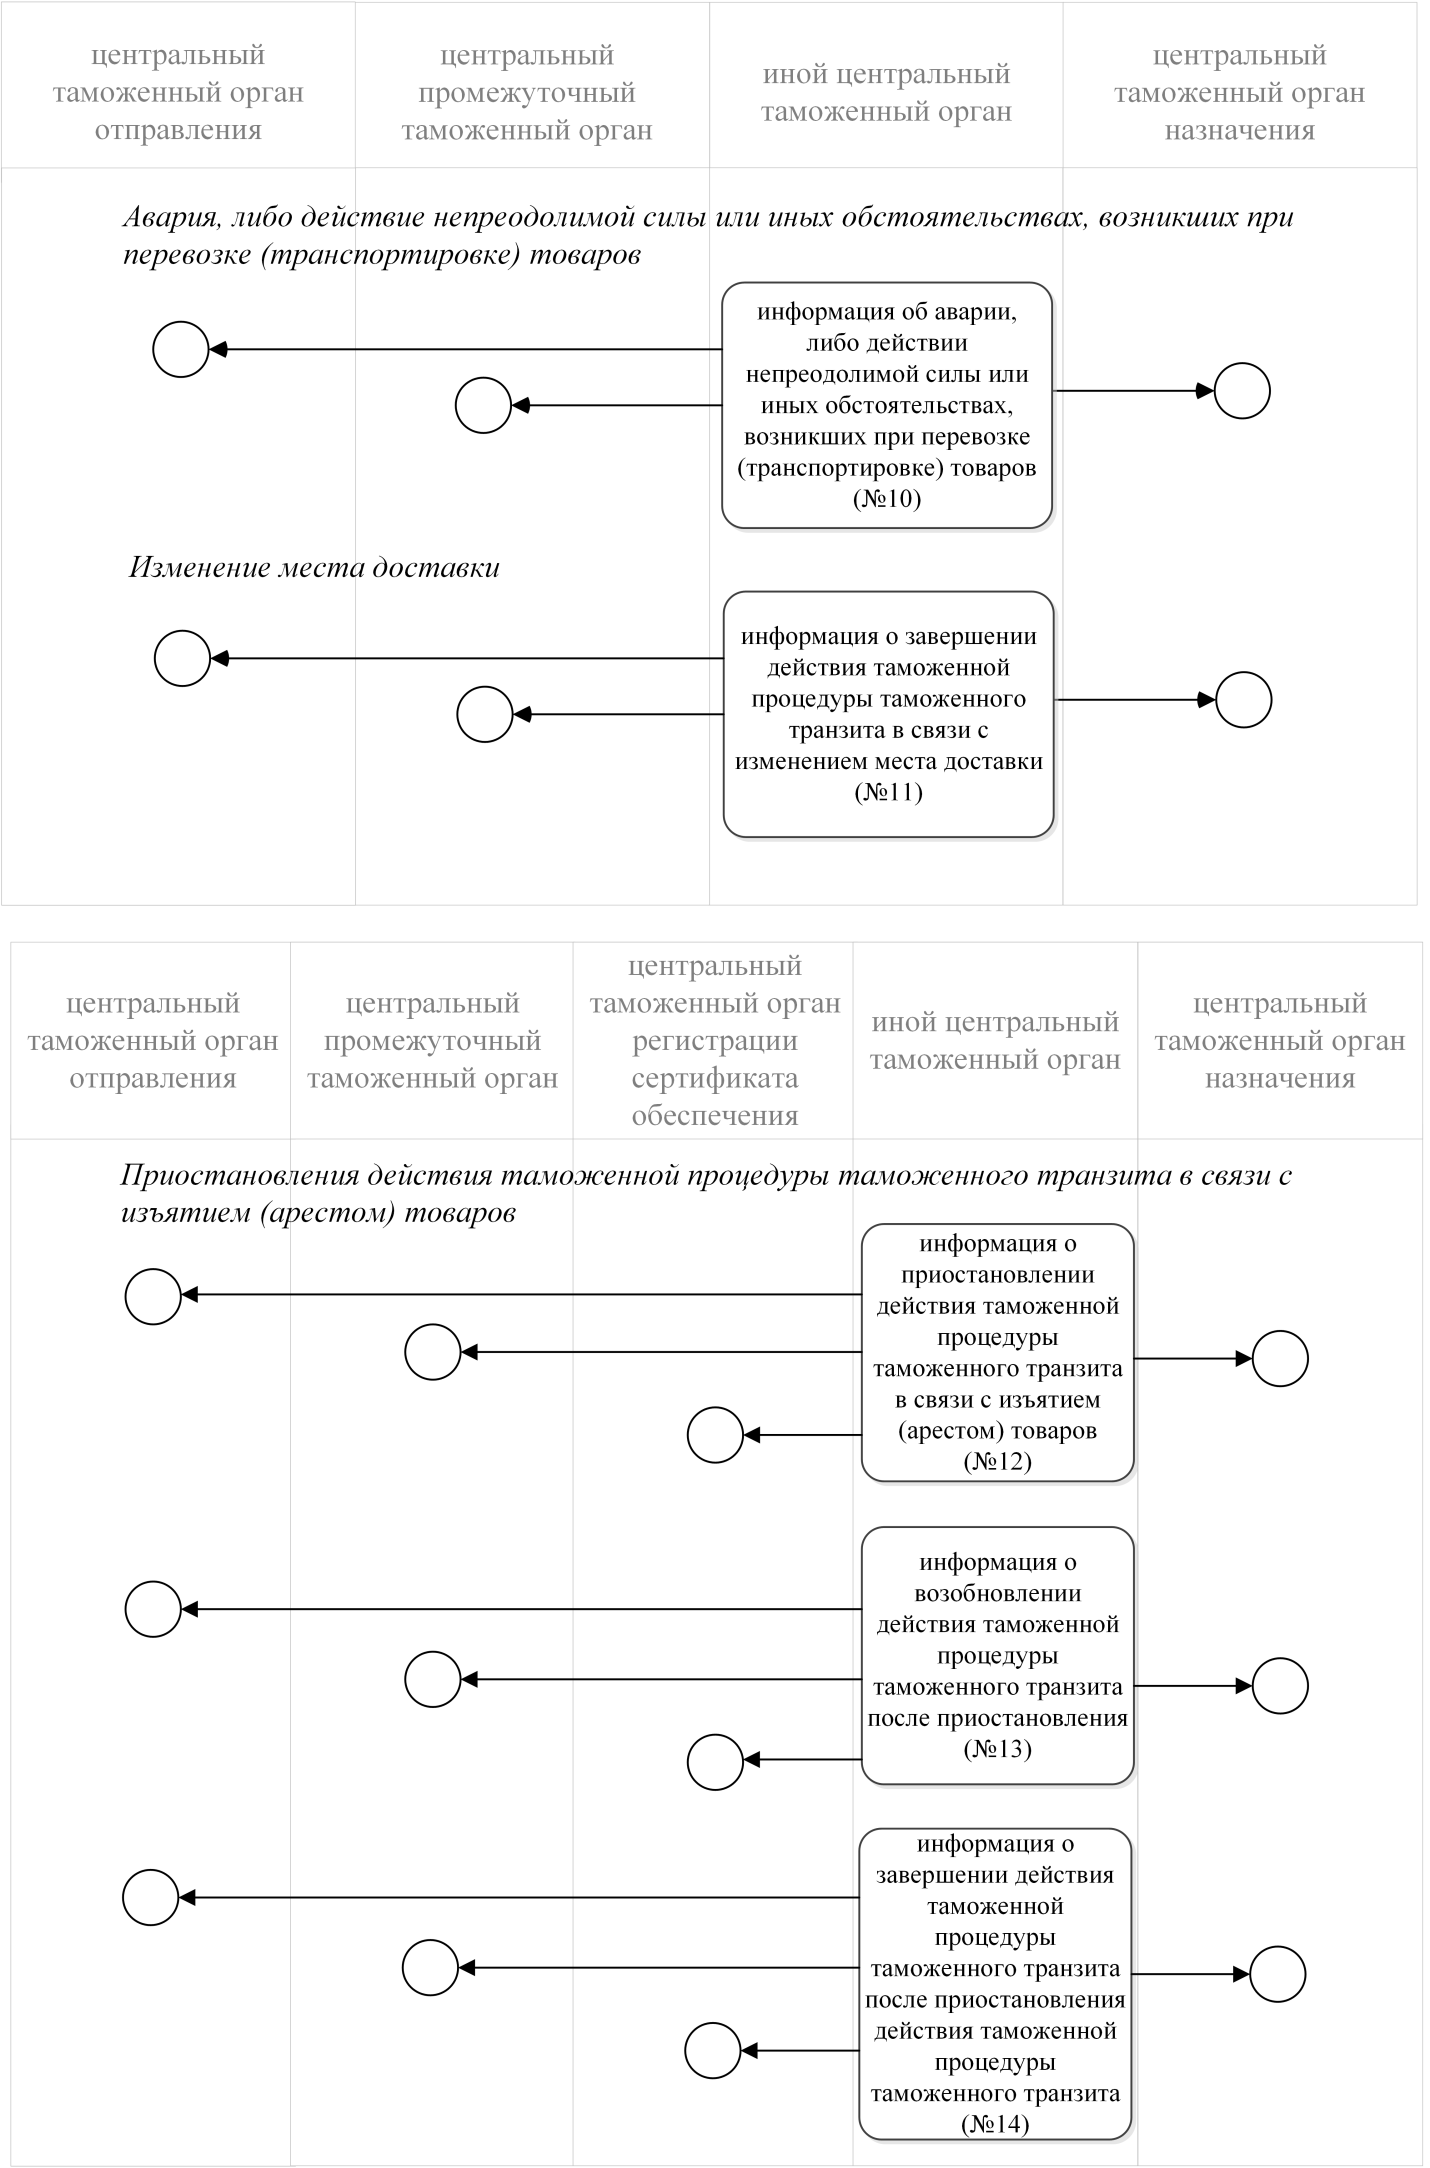 центральный
таможенный орган
отправления
центральный
промежуточный
таможенный орган
иной центральный
таможенный орган
центральный
таможенный орган
назначения
Авария, либо действие непреодолимой силы или иных обстоятельствах, возникших при
перевозке (транспортировке) товаров
информация об аварии,
либо действии
непреодолимой силы или
иных обстоятельствах,
возникших при перевозке
(транспортировке) товаров
(№10)
Изменение места доставки
информация о завершении
действия таможенной
процедуры таможенного
транзита в связи с
изменением места доставки
(№11)
центральный
таможенный орган
отправления
центральный
промежуточный
таможенный орган
центральный
таможенный орган
регистрации
сертификата
обеспечения
иной центральный
таможенный орган
центральный
таможенный орган
назначения
Приостановления действия таможенной процедуры таможенного транзита в связи с
изъятием (арестом) товаров
информация о
приостановлении
действия таможенной
процедуры
таможенного транзита
в связи с изъятием
(арестом) товаров
(№12)
информация о
возобновлении
действия таможенной
процедуры
таможенного транзита
после приостановления
(№13)
информация о
завершении действия
таможенной
процедуры
таможенного транзита
после приостановления
действия таможенной
процедуры
таможенного транзита
(№14)